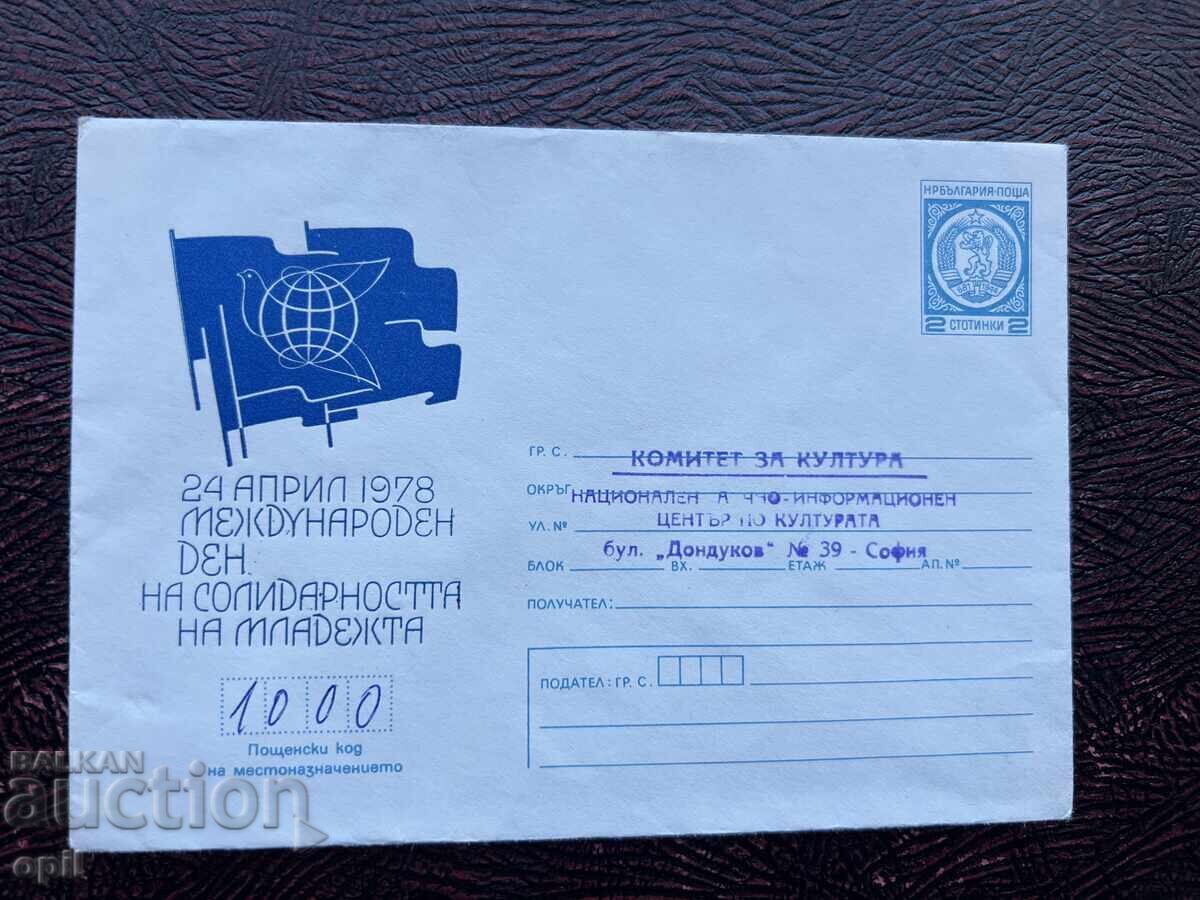 НРБЪЛГАРИЯ·ПОЩА
2 СТОТИНКИ 2
24 АПРИЛ 1978
МЕЖДУНАРОДЕН
ДЕН
НА СОЛИДАРНОСТТА
НА МЛАДЕЖТА
1000
Пощенски код
на местоназначението
ГР. С.
КОМИТЕТ ЗА КУЛТУРА
ОКРЪГ
НАЦИОНАЛЕН ИНФОРМАЦИОНЕН
УЛ. №
ЦЕНТЪР ПО КУЛТУРАТА
бул. „Дондуков" № 39 - София
БЛОК ВХ. ЕТАЖ АП. №
ПОЛУЧАТЕЛ:
ПОДАТЕЛ: ГР. С.
BALKAN
auction
opil